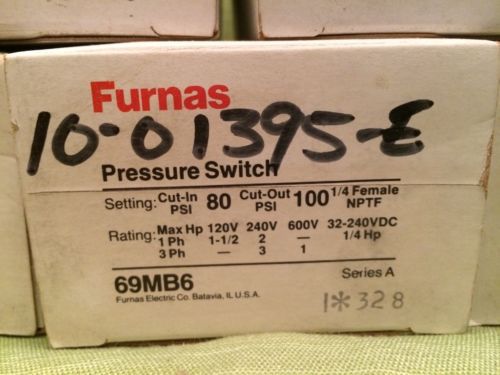 Furnas
10-01395-E
Pressure Switch
Setting: Cut-In PSI 80 Cut-Out PSI 100 1/4 Female NPTF
Rating: Max Hp 120V 240V 600V 32-240VDC
1 Ph 1-1/2 2 — 1/4 Hp
3 Ph — 3 1
69MB6 Series A
Furnas Electric Co. Batavia, IL U.S.A.
1*328